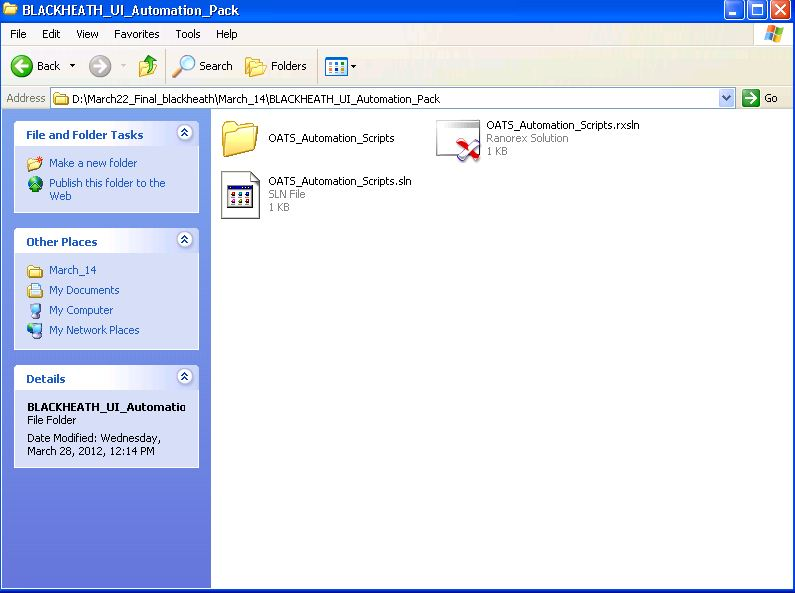 BLACKHEATH_UI_Automation_Pack
File Edit View Favorites Tools Help
Back Search Folders
Address D:\March22_Final_blackheath\March_14\BLACKHEATH_UI_Automation_Pack Go
File and Folder Tasks
Make a new folder
Publish this folder to the
Web
Other Places
March_14
My Documents
My Computer
My Network Places
Details
BLACKHEATH_UI_Automatio
File Folder
Date Modified: Wednesday,
March 28, 2012, 12:14 PM
OATS_Automation_Scripts
OATS_Automation_Scripts.rxsln
Ranorex Solution
1 KB
OATS_Automation_Scripts.sln
SLN File
1 KB